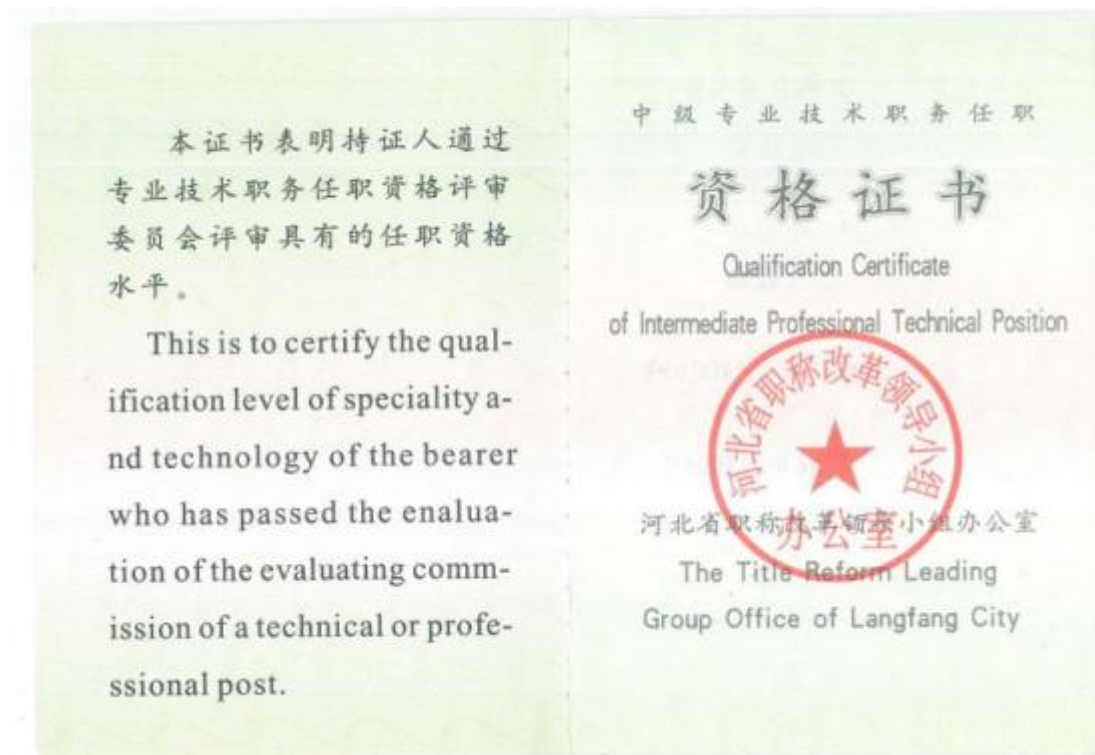 本证书表明持证人通过
专业技术职务任职资格评审
委员会评审具有的任职资格
水平。
This is to certify the qual-
ification level of speciality a-
nd technology of the bearer
who has passed the enalua-
tion of the evaluating comm-
ission of a technical or profe-
ssional post.
中级专业技术职务任职
资格证书
Qualification Certificate
of Intermediate Professional Technical Position
河北省职称改革领导小组
办公室
河北省职称改革领导小组办公室
The Title Reform Leading
Group Office of Langfang City